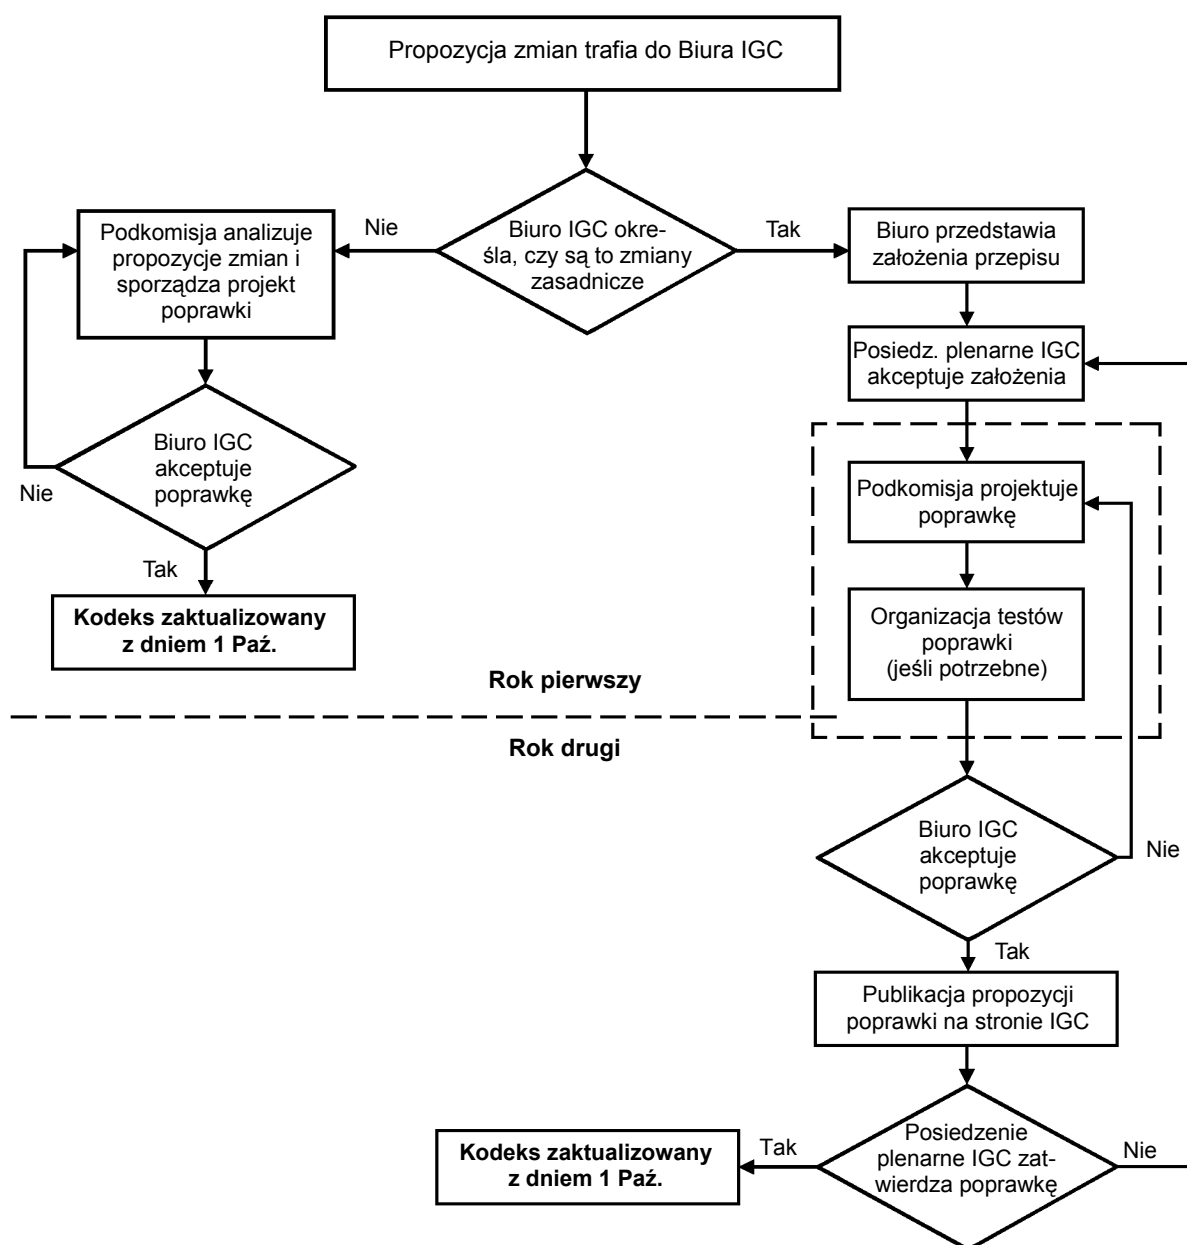 Propozycja zmian trafia do Biura IGC
Nie
Tak
Biuro IGC okre-
śla, czy są to zmiany
zasadnicze
Podkomisja analizuje
propozycje zmian i
sporządza projekt
poprawki
Biuro przedstawia
założenia przepisu
Posiedz. plenarne IGC
akceptuje założenia
Biuro IGC
akceptuje
poprawkę
Nie
Tak
Podkomisja projektuje
poprawkę
Kodeks zaktualizowany
z dniem 1 Paź.
Organizacja testów
poprawki
(jeśli potrzebne)
Rok pierwszy
Rok drugi
Biuro IGC
akceptuje
poprawkę
Nie
Tak
Publikacja propozycji
poprawki na stronie IGC
Posiedzenie
plenarne IGC zat-
wierdza poprawkę
Tak
Nie
Kodeks zaktualizowany
z dniem 1 Paź.